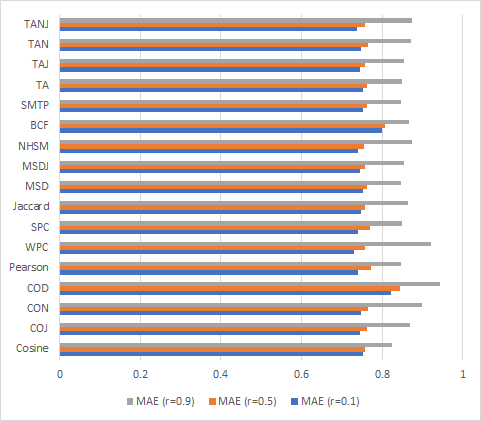 TANJ
TAN
TAJ
TA
SMTP
BCF
NHSM
MSDJ
MSD
Jaccard
SPC
WPC
Pearson
COD
CON
COJ
Cosine
0 0.2 0.4 0.6 0.8 1
MAE (r=0.9) MAE (r=0.5) MAE (r=0.1)